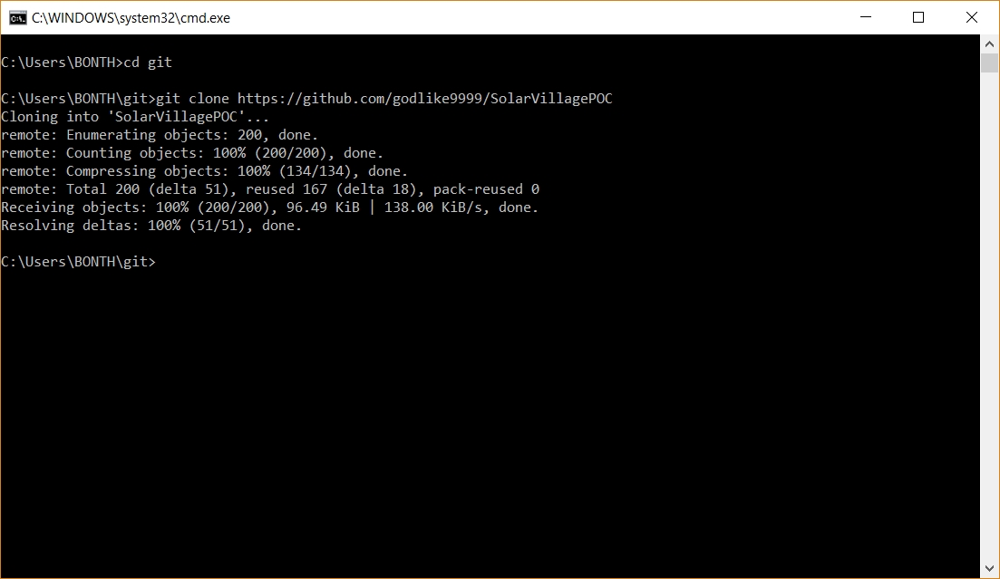 C:\WINDOWS\system32\cmd.exe
C:\Users\BONTH>cd git
C:\Users\BONTH\git>git clone https://github.com/godlike9999/SolarVillagePOC
Cloning into 'SolarVillagePOC'...
remote: Enumerating objects: 200, done.
remote: Counting objects: 100% (200/200), done.
remote: Compressing objects: 100% (134/134), done.
remote: Total 200 (delta 51), reused 167 (delta 18), pack-reused 0
Receiving objects: 100% (200/200), 96.49 KiB | 138.00 KiB/s, done.
Resolving deltas: 100% (51/51), done.
C:\Users\BONTH\git>